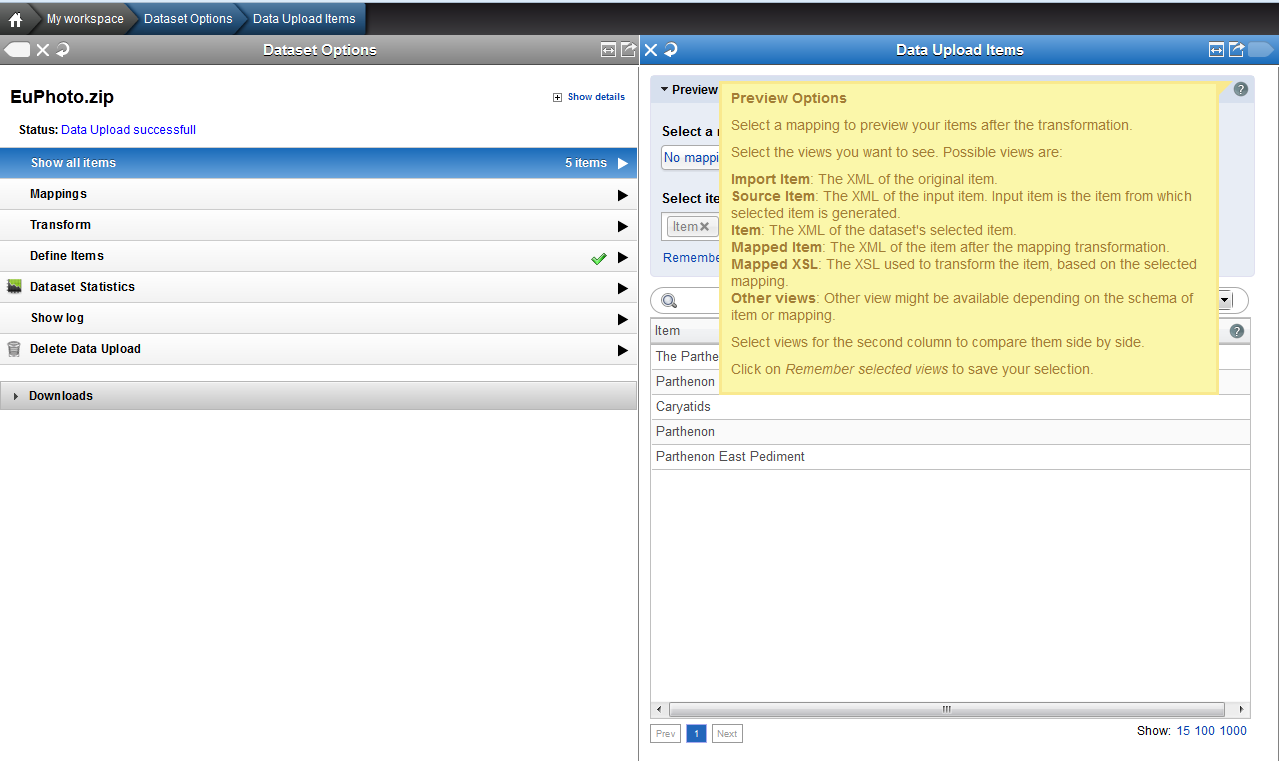 My workspace Dataset Options Data Upload Items
Dataset Options
EuPhoto.zip
Show details
Status: Data Upload successfull
Show all items 5 items
Mappings
Transform
Define Items
Dataset Statistics
Show log
Delete Data Upload
Downloads
Data Upload Items
Preview
Select a
No mappi
Select ite
Item
Remembe
Preview Options
Select a mapping to preview your items after the transformation.
Select the views you want to see. Possible views are:
Import Item: The XML of the original item.
Source Item: The XML of the input item. Input item is the item from which
selected item is generated.
Item: The XML of the dataset's selected item.
Mapped Item: The XML of the item after the mapping transformation.
Mapped XSL: The XSL used to transform the item, based on the selected
mapping.
Other views: Other view might be available depending on the schema of
item or mapping.
Select views for the second column to compare them side by side.
Click on Remember selected views to save your selection.
Item
The Parthe
Parthenon
Caryatids
Parthenon
Parthenon East Pediment
Prev 1 Next
Show: 15 100 1000